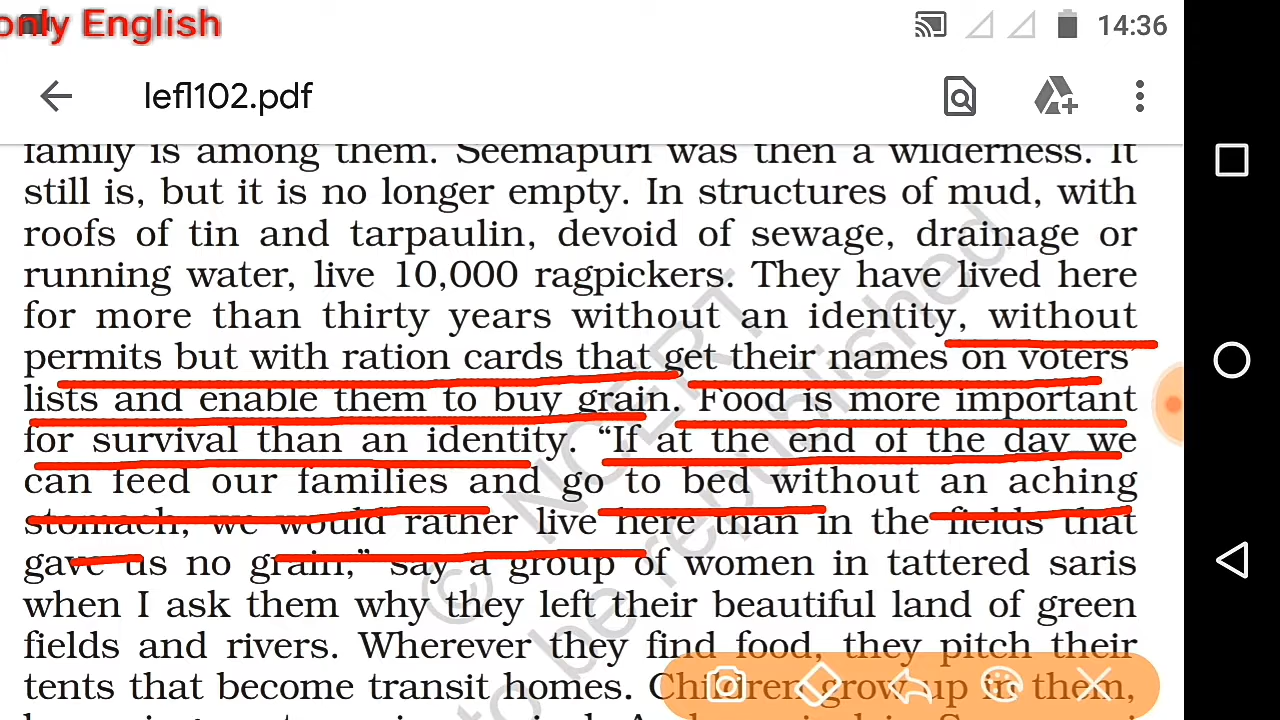 only English
14:36
lefl102.pdf
family is among them. Seemapuri was then a wilderness. It
still is, but it is no longer empty. In structures of mud, with
roofs of tin and tarpaulin, devoid of sewage, drainage or
running water, live 10,000 ragpickers. They have lived here
for more than thirty years without an identity, without
permits but with ration cards that get their names on voters’
lists and enable them to buy grain. Food is more important
for survival than an identity. “If at the end of the day we
can feed our families and go to bed without an aching
stomach, we would rather live here than in the fields that
gave us no grain,” say a group of women in tattered saris
when I ask them why they left their beautiful land of green
fields and rivers. Wherever they find food, they pitch their
tents that become transit homes. Children grow up in them,
© NCERT
to be republished